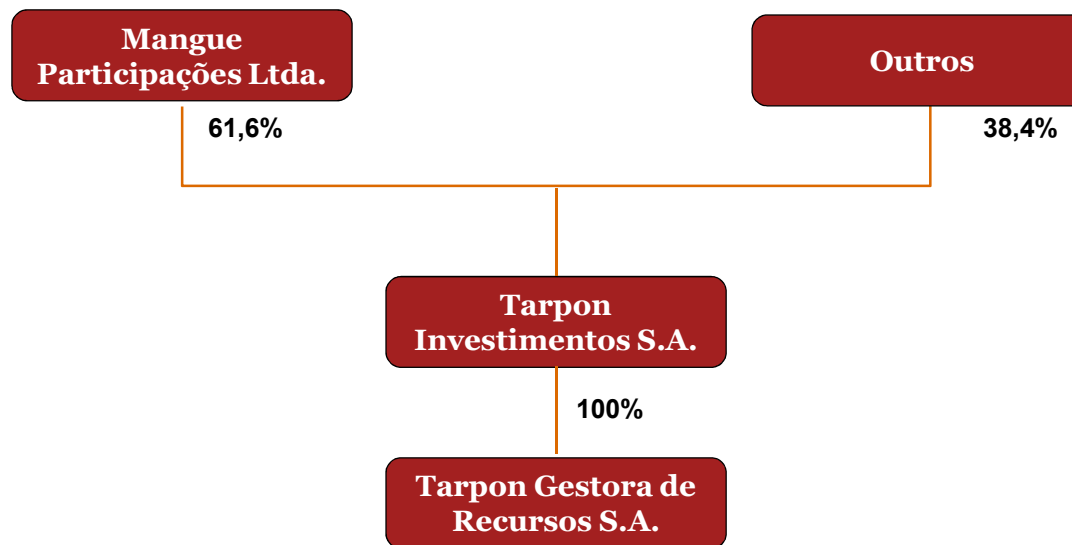 Mangue
Participações Ltda.
Outros
61,6%
38,4%
Tarpon
Investimentos S.A.
100%
Tarpon Gestora de
Recursos S.A.